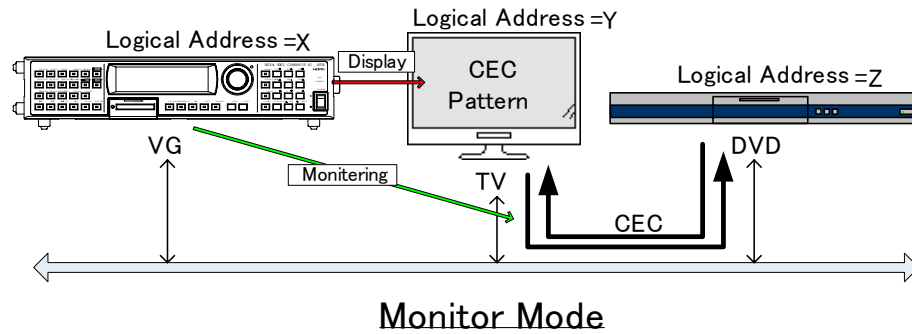 Logical Address =X
Logical Address =Y
Logical Address =Z
Display
CEC
Pattern
VG
Monitering
TV
DVD
CEC
Monitor Mode